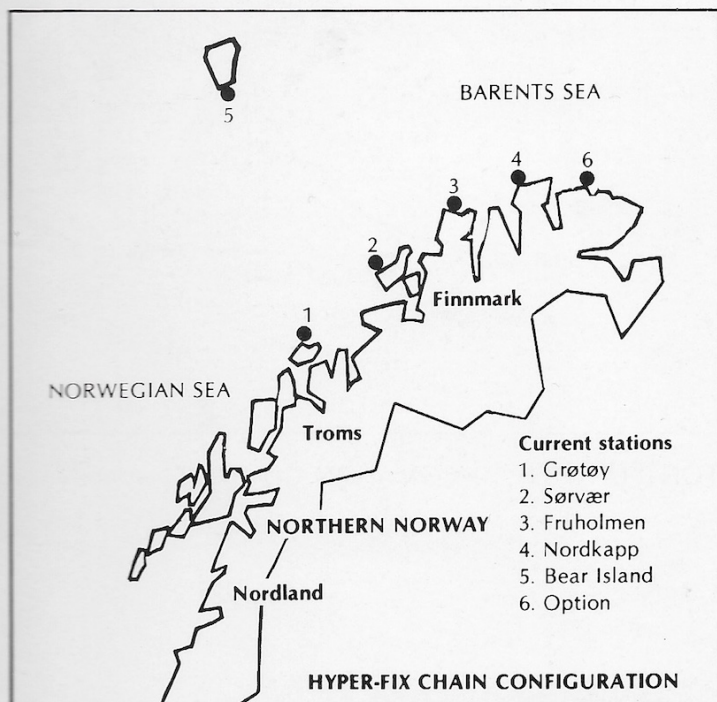 BARENTS SEA
5
4
6
3
2
Finnmark
1
NORWEGIAN SEA
Troms
Current stations
1. Grøtøy
2. Sørvær
3. Fruholmen
4. Nordkapp
5. Bear Island
6. Option
NORTHERN NORWAY
Nordland
HYPER-FIX CHAIN CONFIGURATION